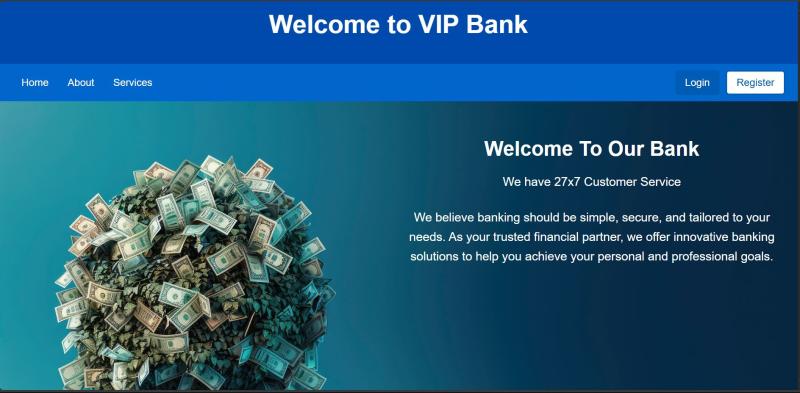 Welcome to VIP Bank
Home About Services Login Register
Welcome To Our Bank
We have 27x7 Customer Service
We believe banking should be simple, secure, and tailored to your
needs. As your trusted financial partner, we offer innovative banking
solutions to help you achieve your personal and professional goals.